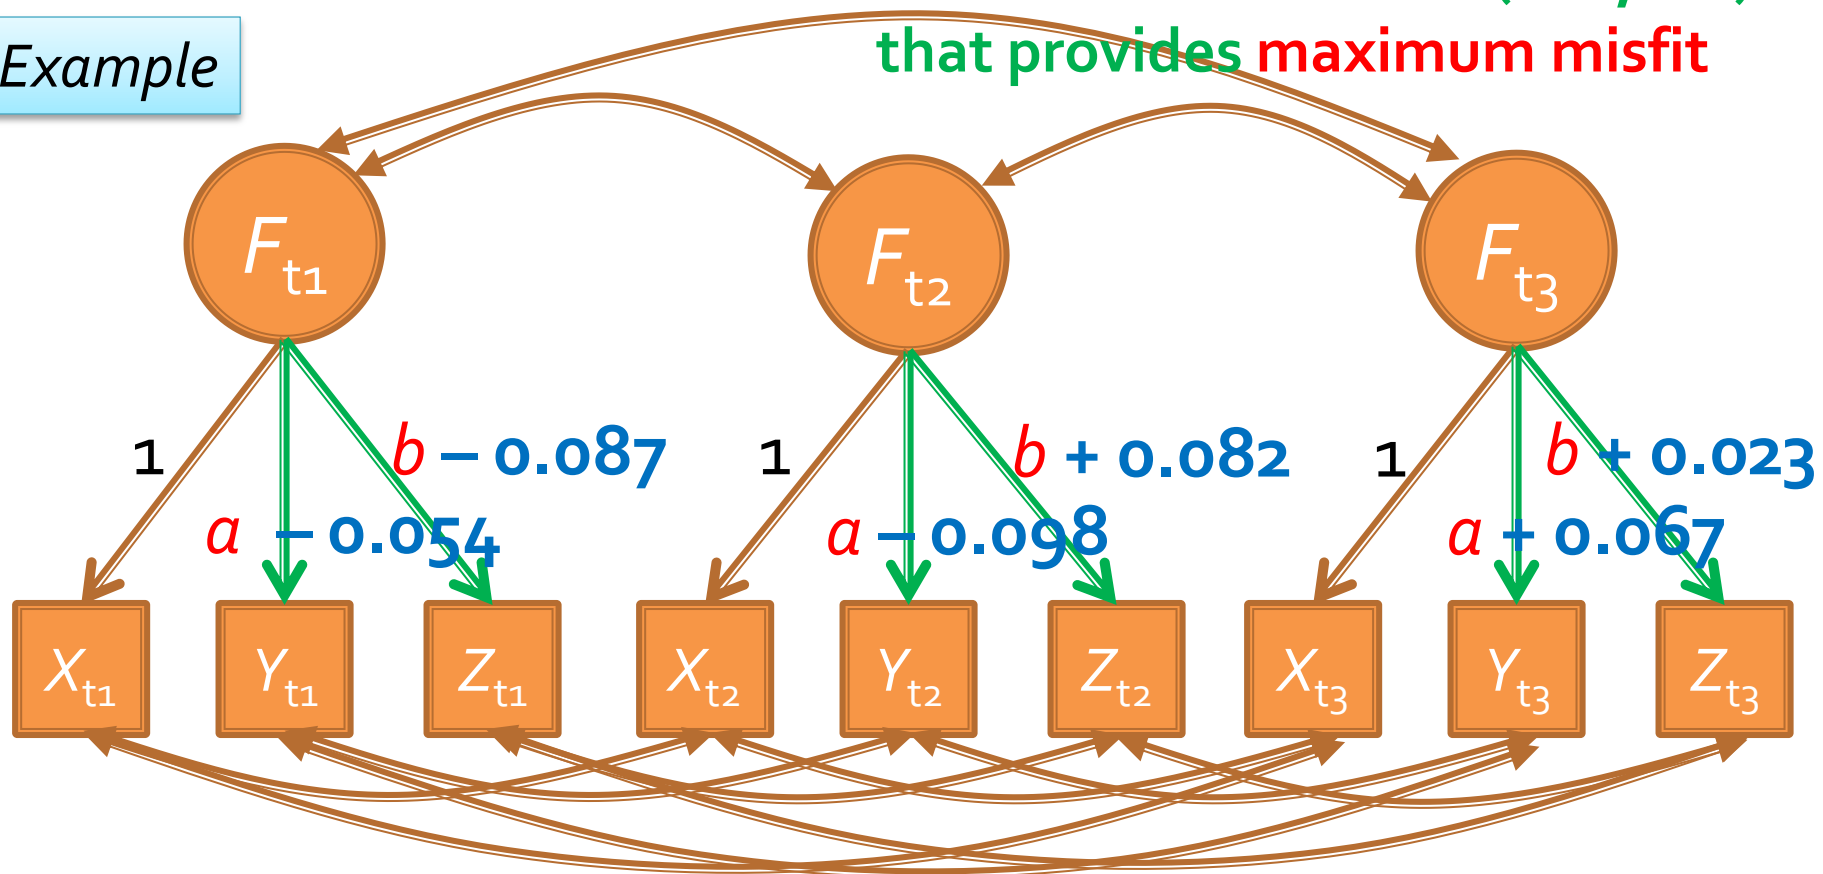 Example
that provides maximum misfit
F t1
F t2
F t3
1
b – 0.087
1
b + 0.082
1
b + 0.023
a – 0.054
a – 0.098
a + 0.067
X t1
Y t1
Z t1
X t2
Y t2
Z t2
X t3
Y t3
Z t3